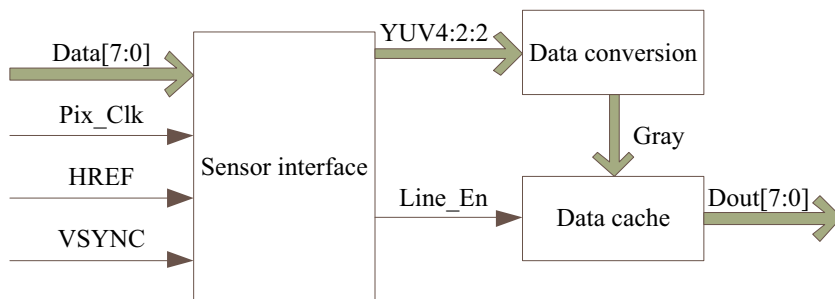 Data[7:0]
Pix_Clk
HREF
VSYNC
Sensor interface
YUV4:2:2
Line_En
Data conversion
Gray
Data cache
Dout[7:0]